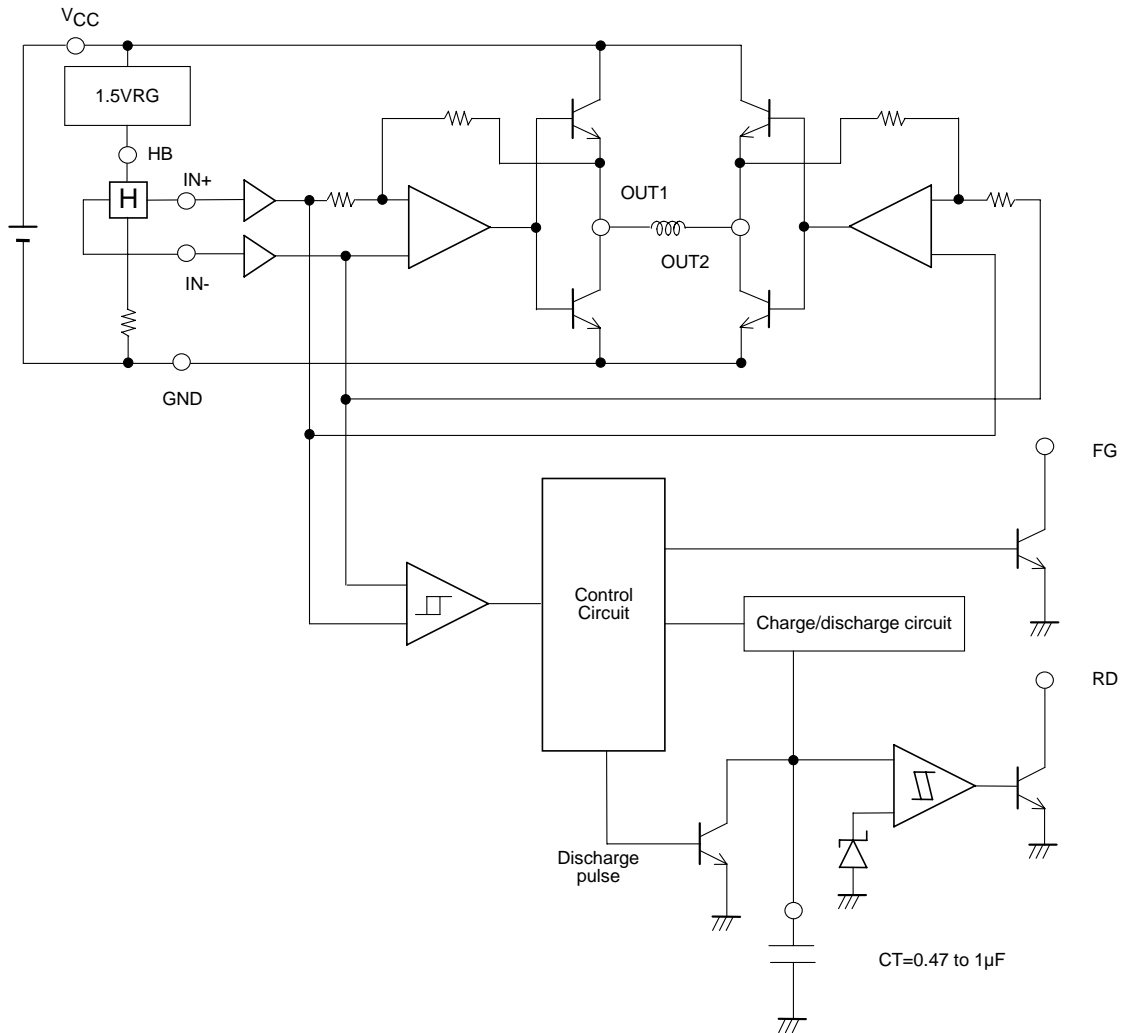 VCC
1.5VRG
HB
H
IN+
IN-
OUT1
OUT2
GND
FG
Control
Circuit
Charge/discharge circuit
RD
Discharge
pulse
CT=0.47 to 1µF